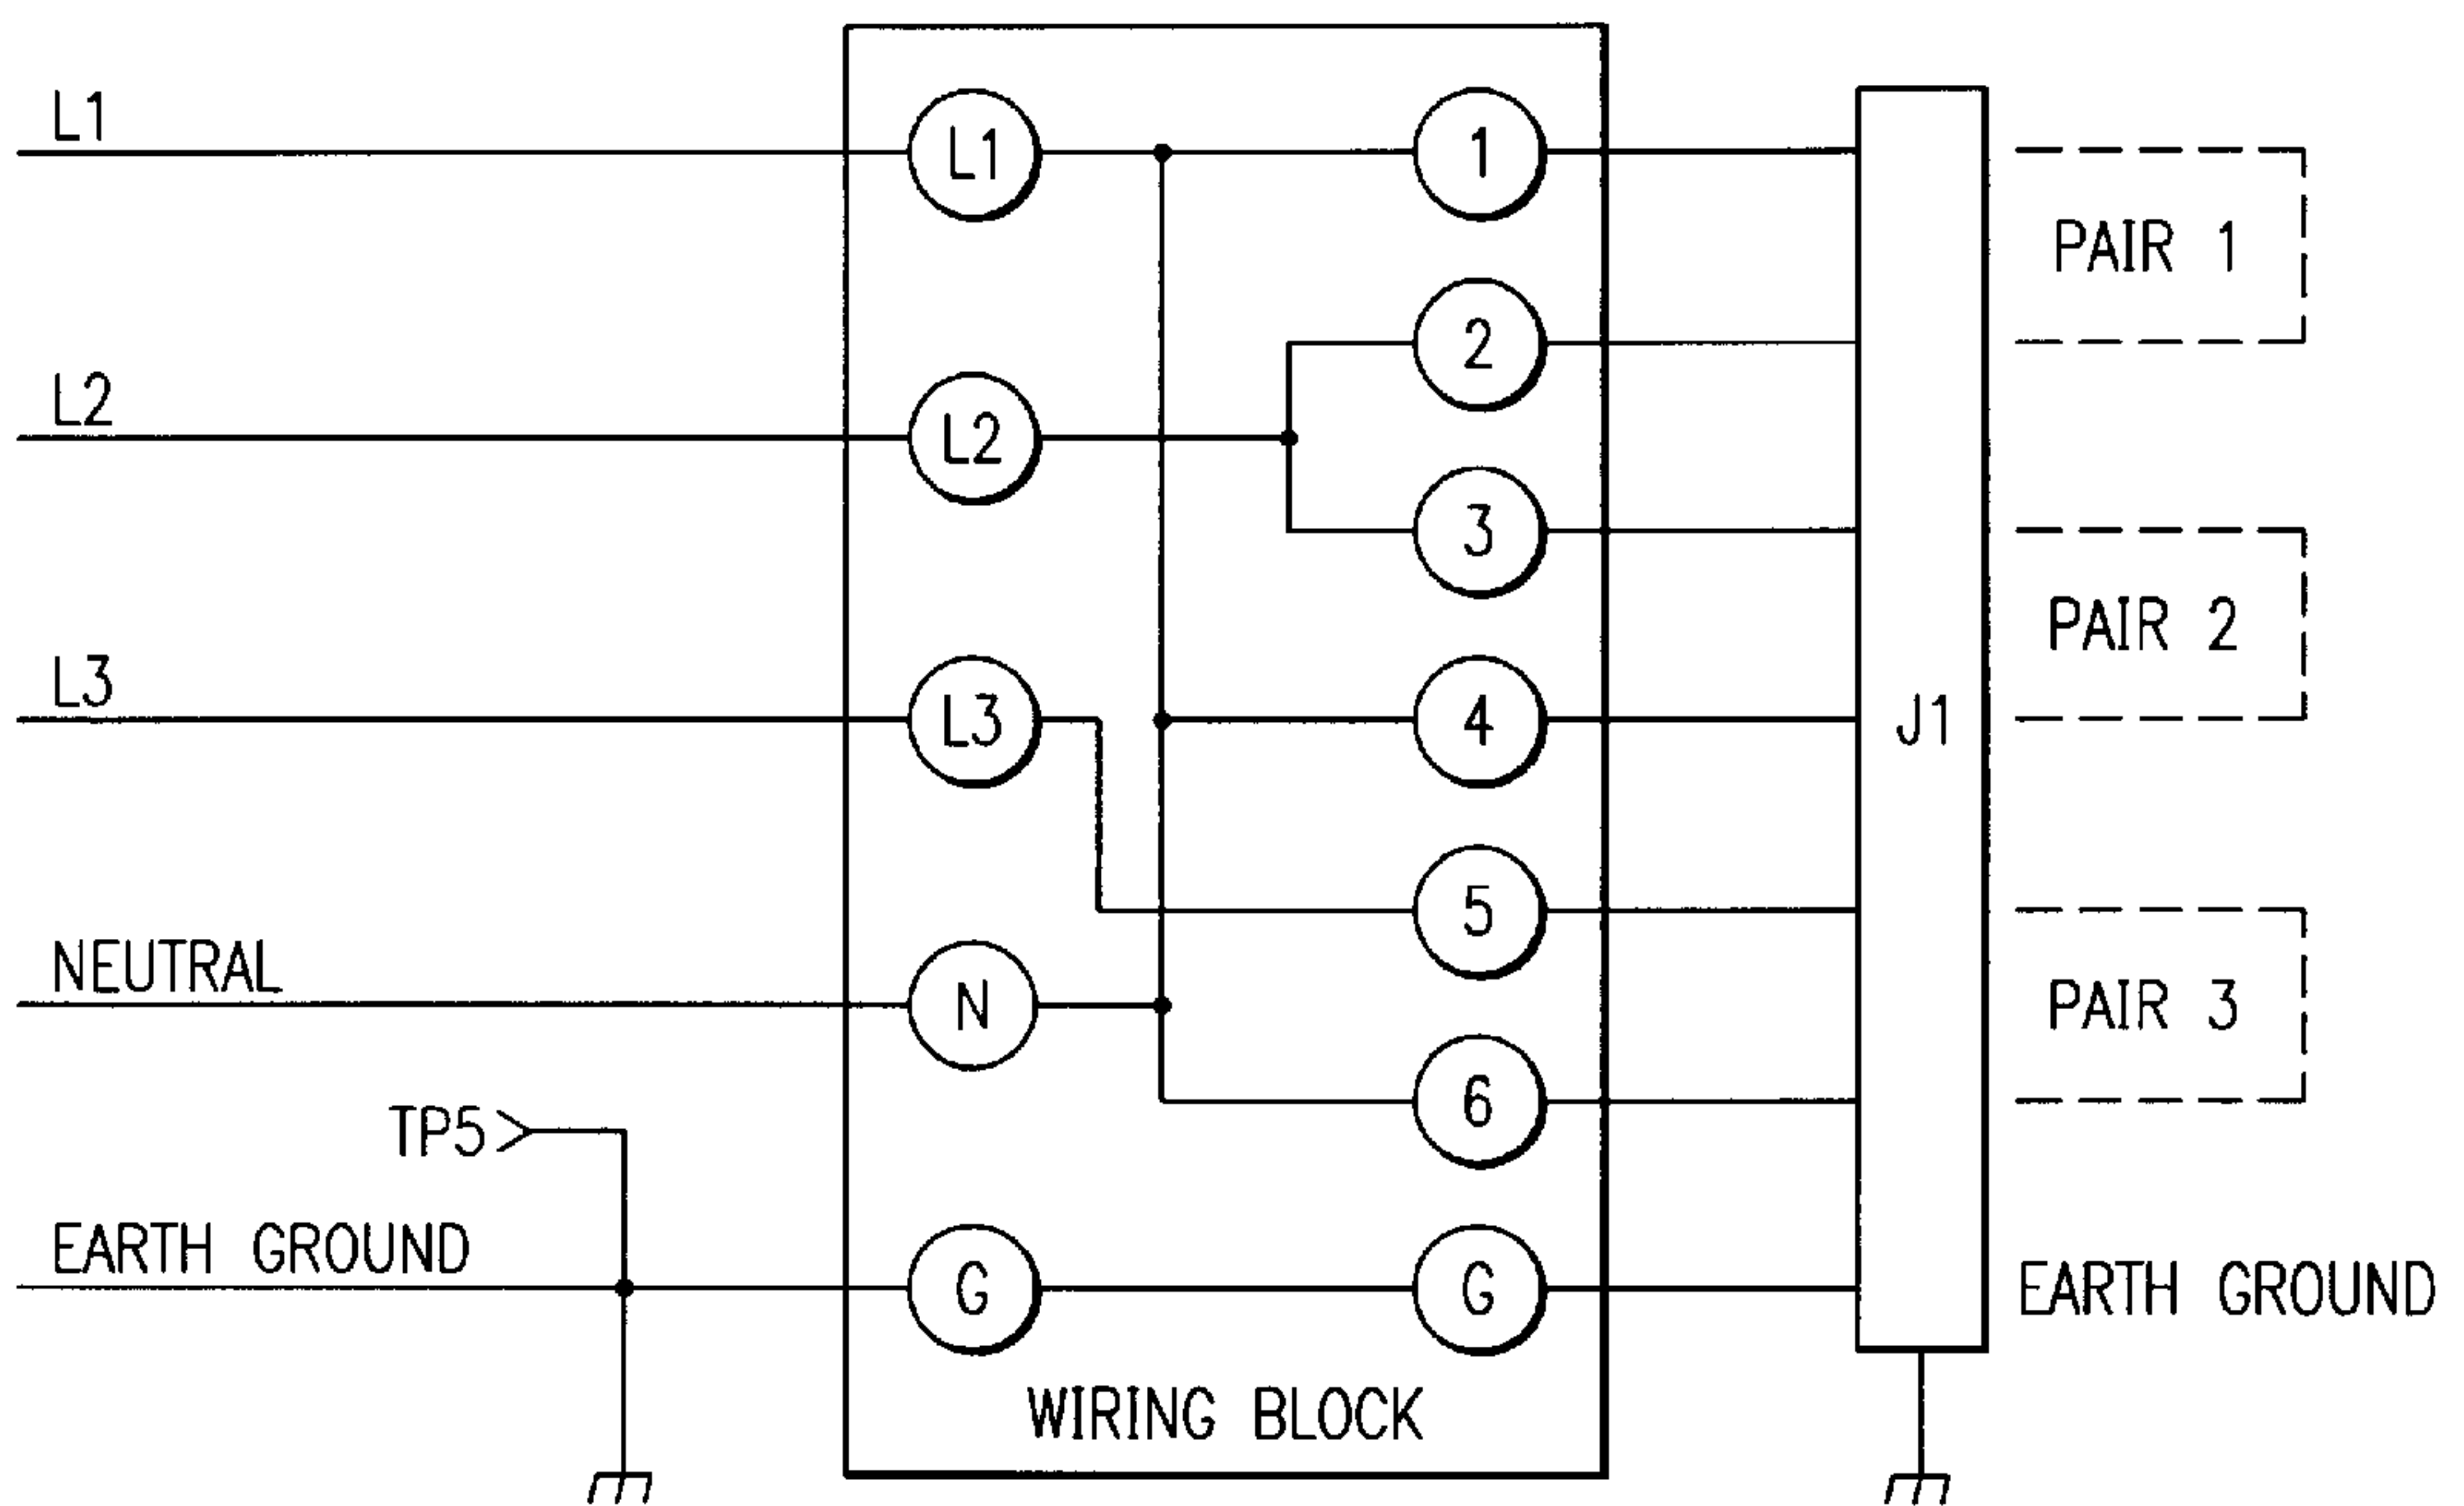 L1
L1
1
PAIR 1
2
L2
L2
3
PAIR 2
L3
L3
4
J1
5
NEUTRAL
N
PAIR 3
6
TP5
EARTH GROUND
G
G
EARTH GROUND
WIRING BLOCK